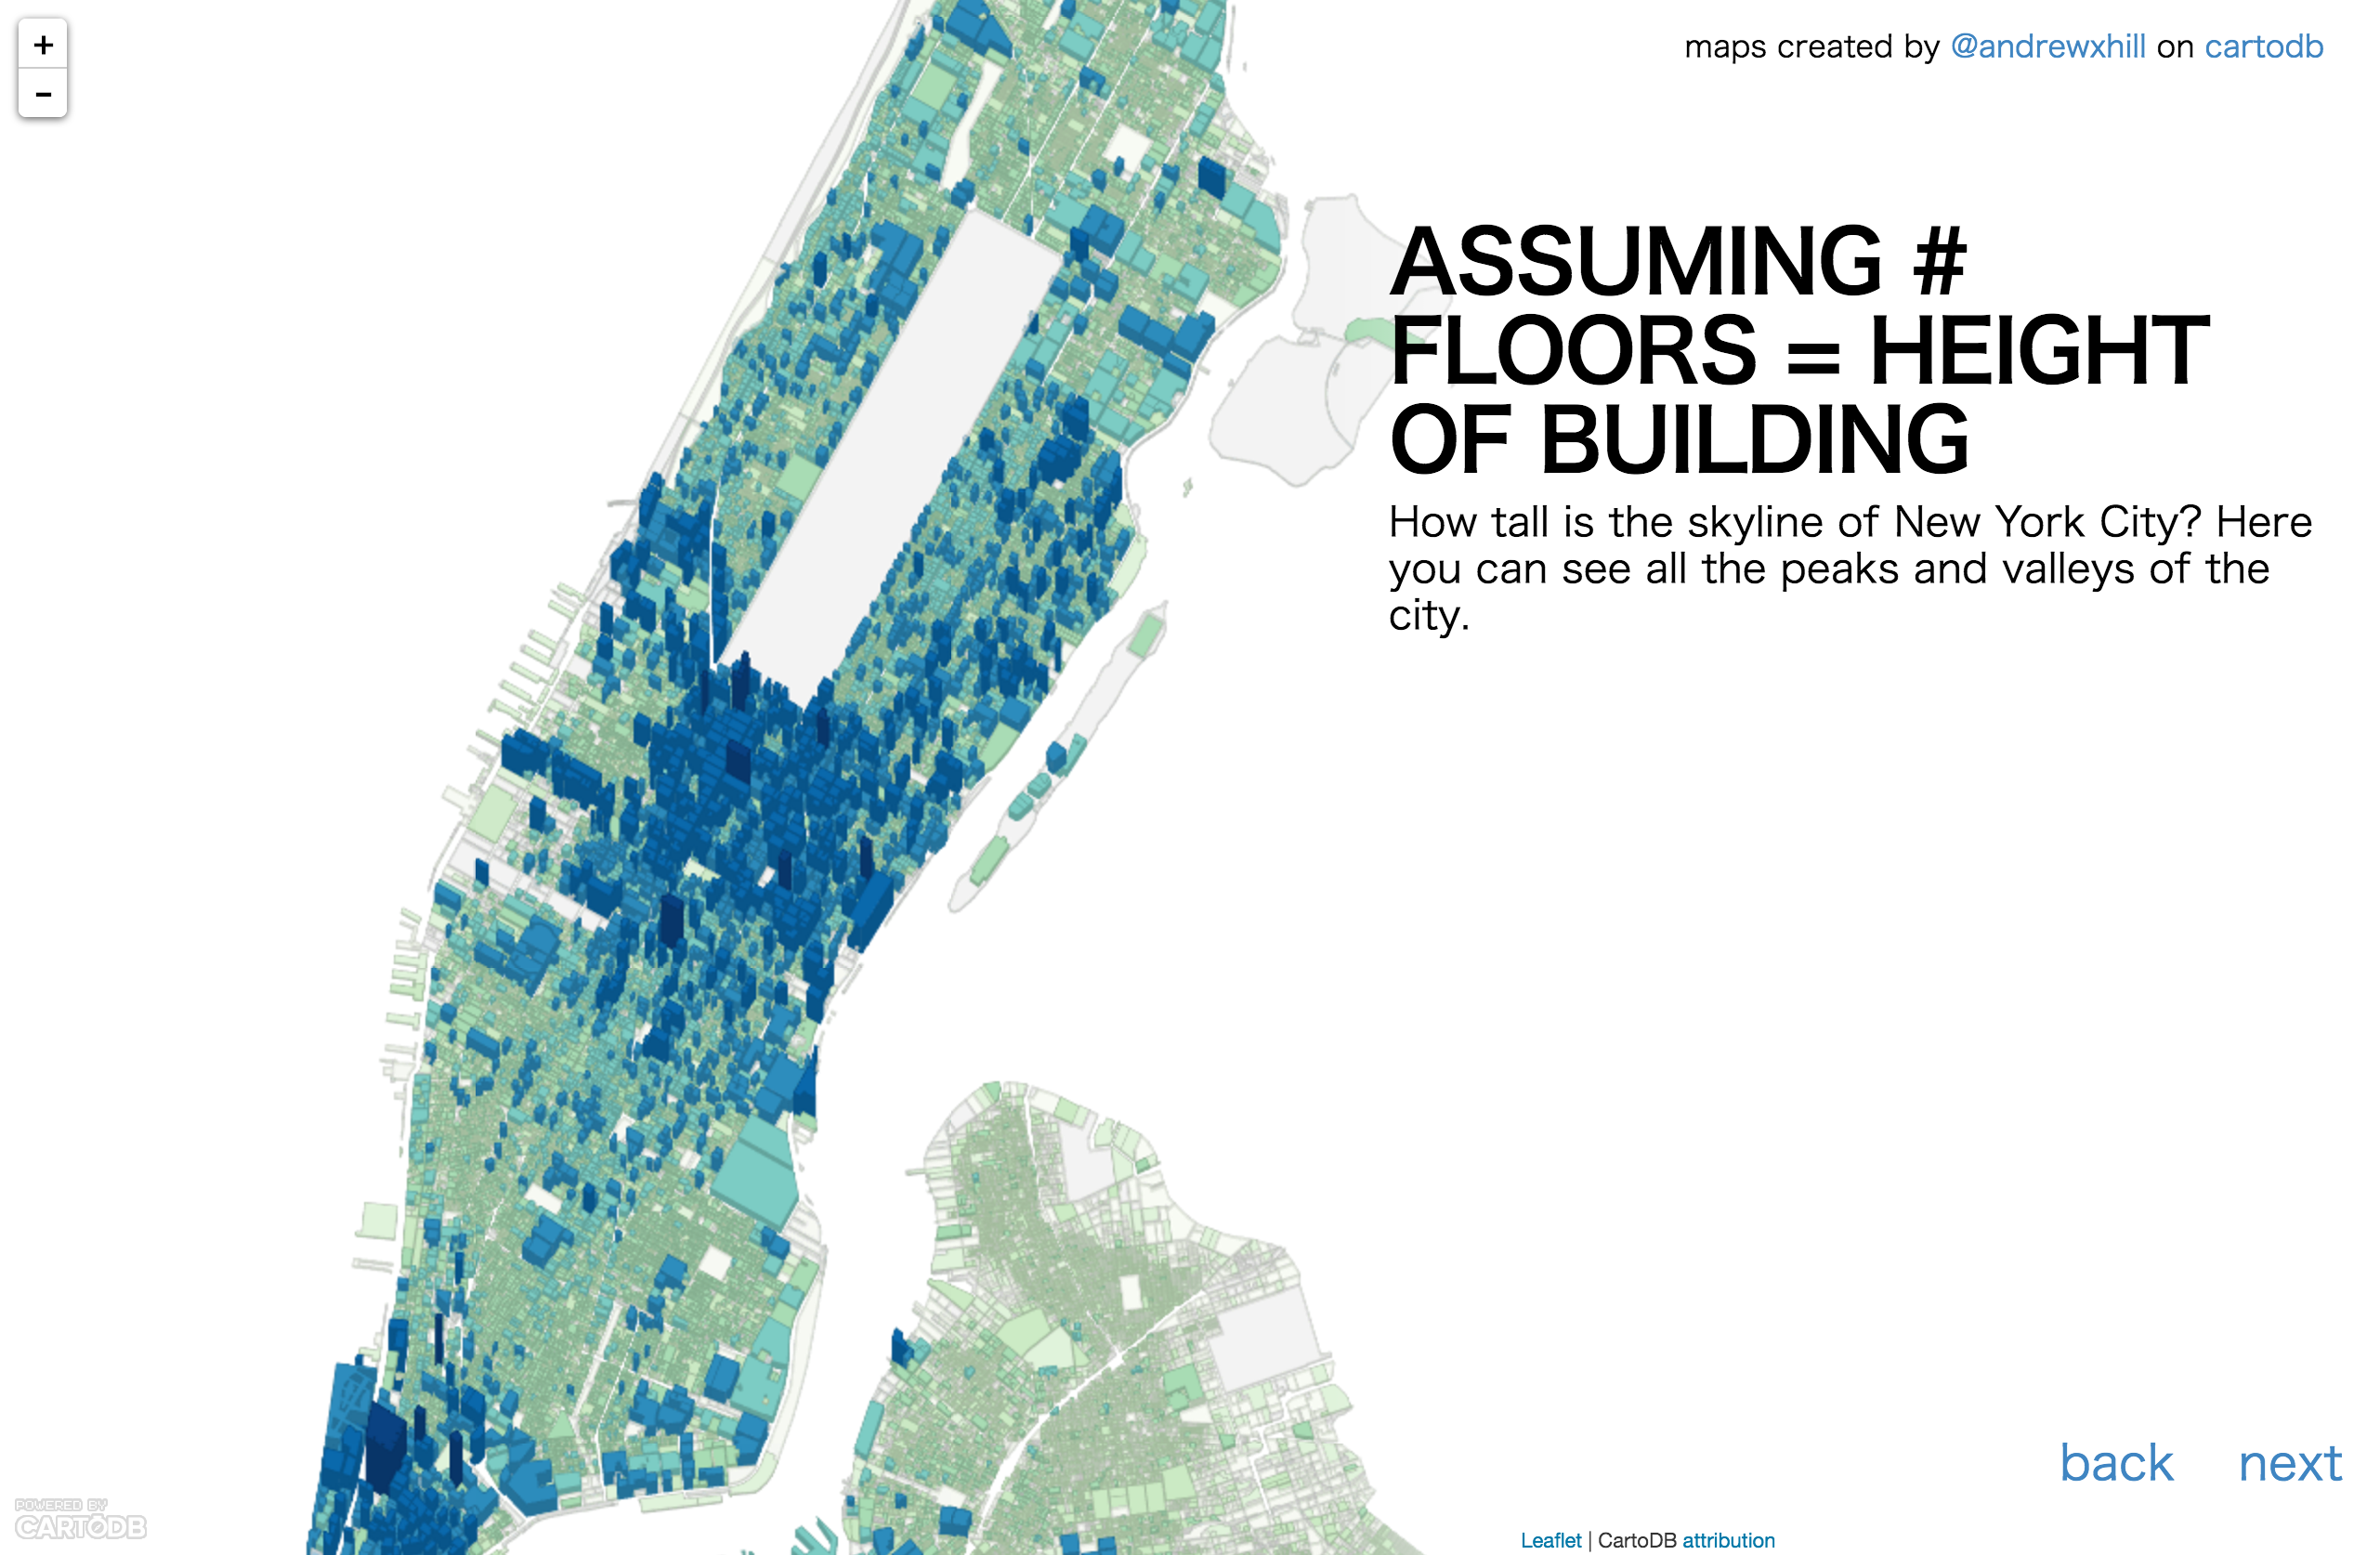 +
-
maps created by @andrewxhill on cartodb
ASSUMING #
FLOORS = HEIGHT
OF BUILDING
How tall is the skyline of New York City? Here
you can see all the peaks and valleys of the
city.
back next
POWERED BY
CARTODB
Leaflet | CartoDB attribution